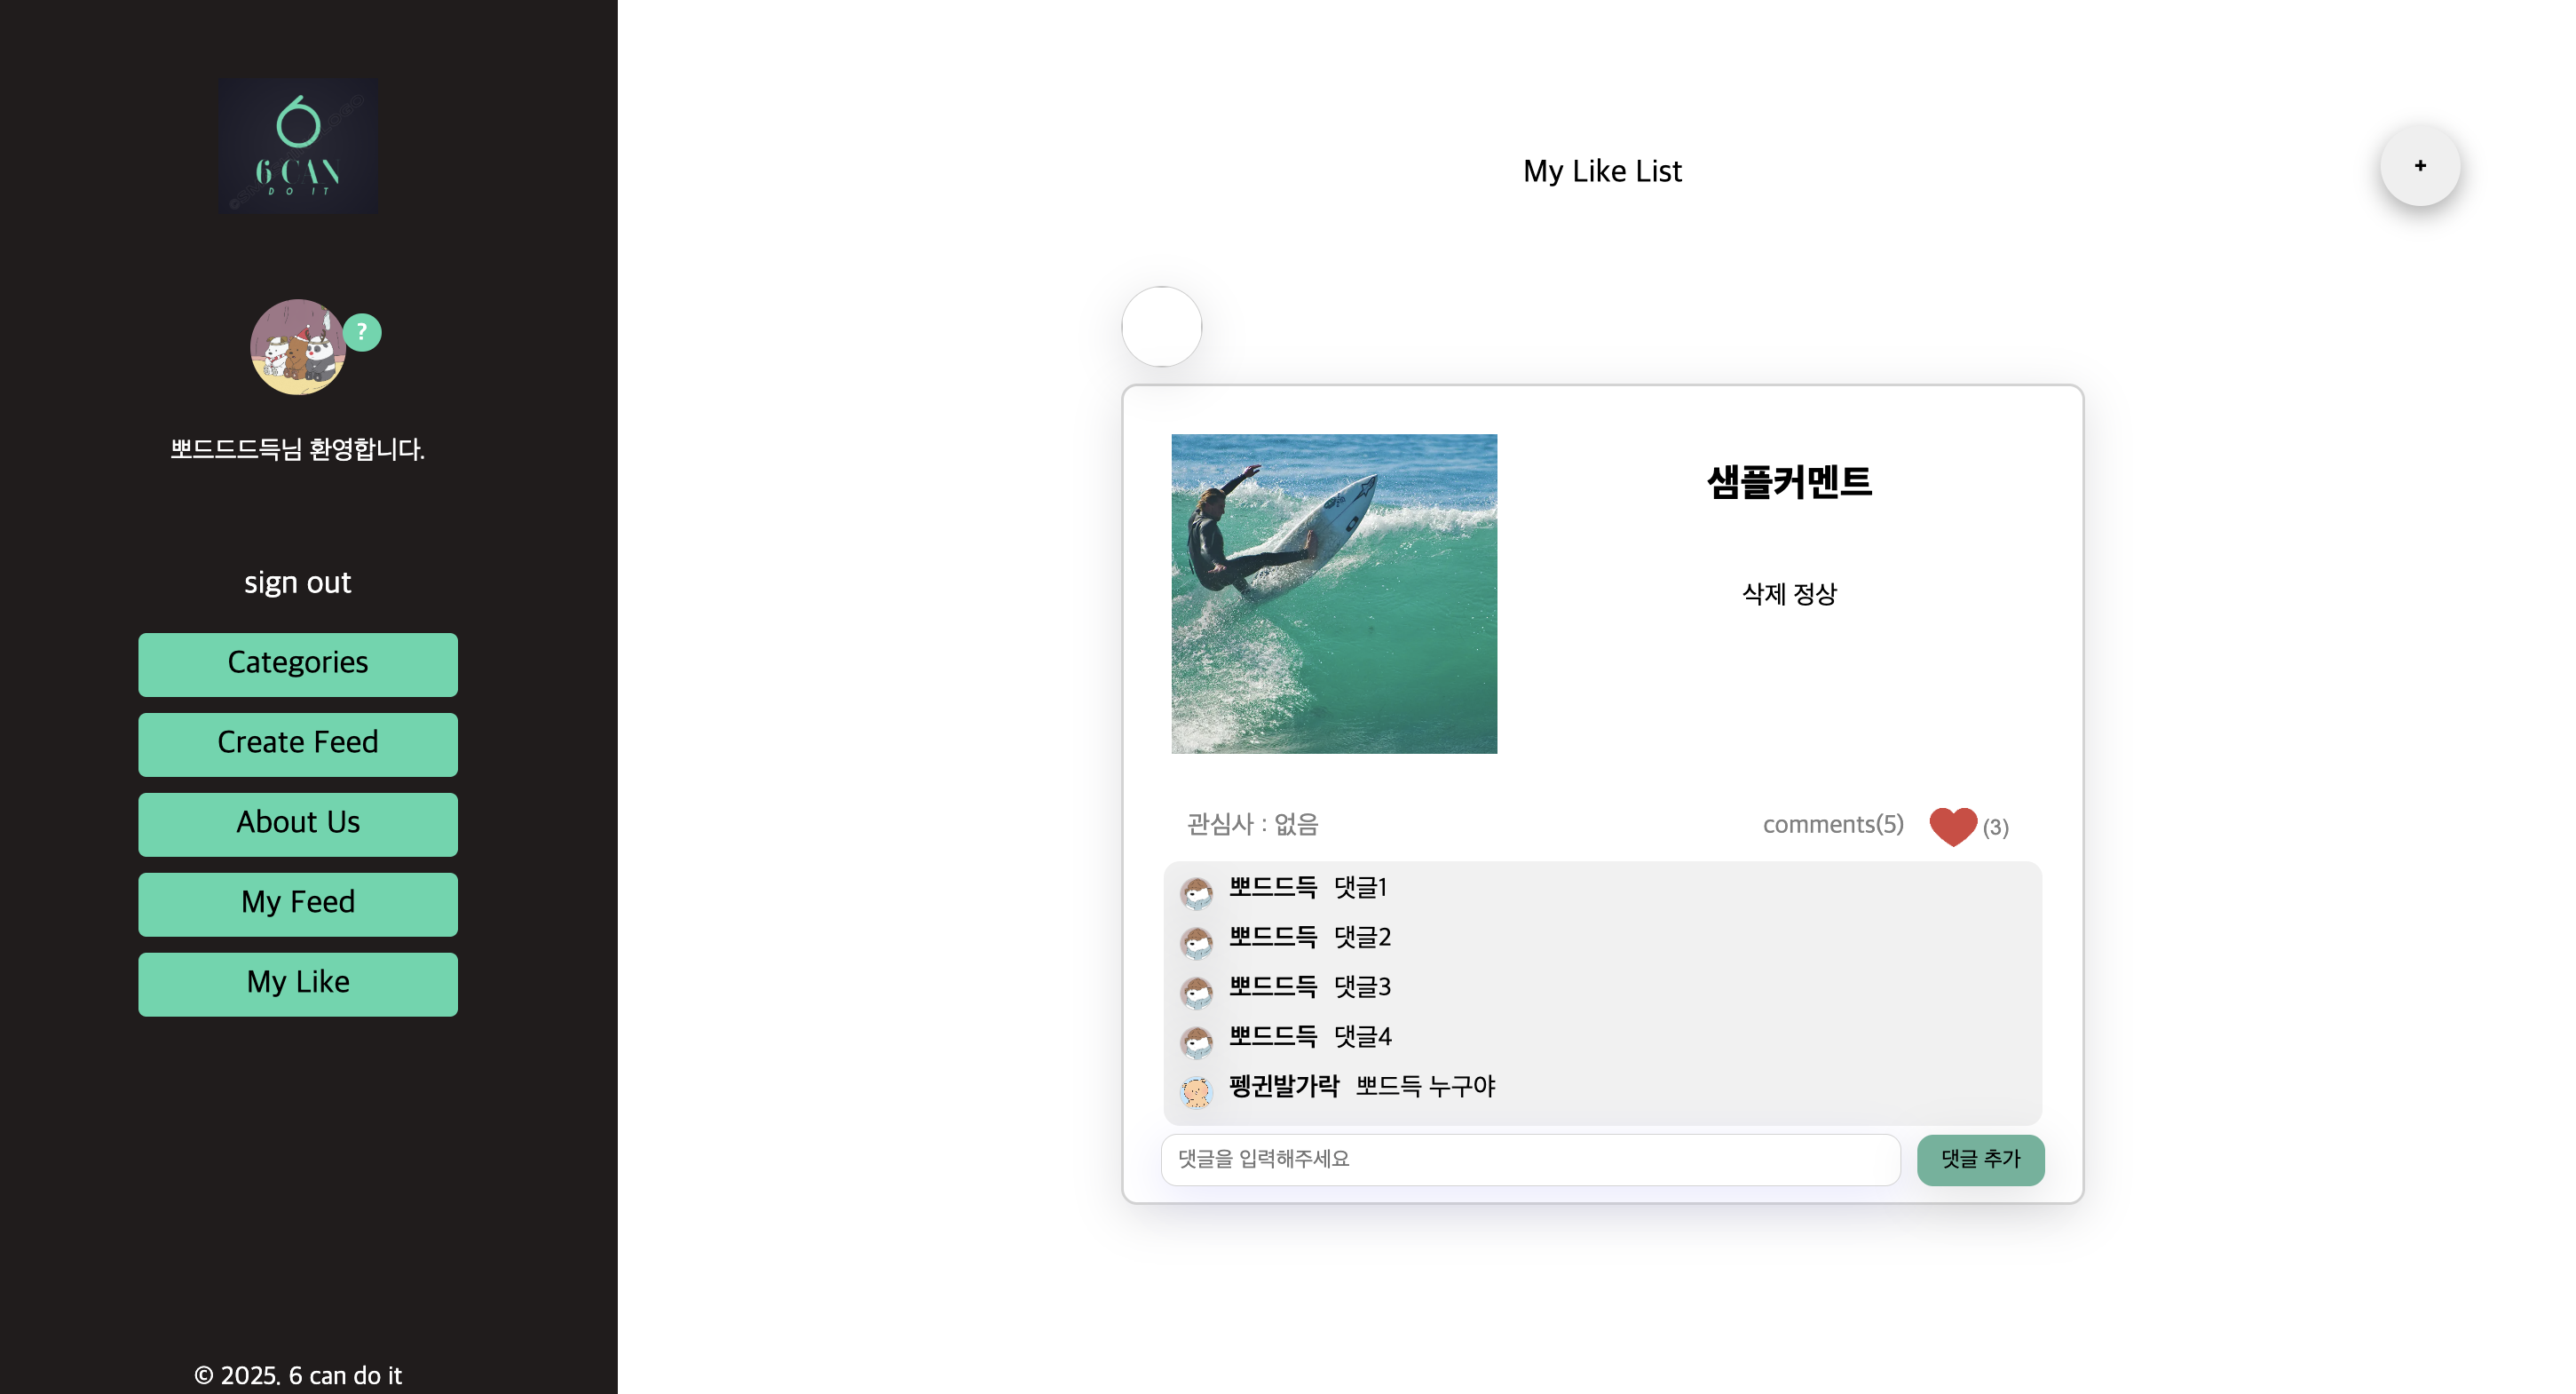 6 CAN
DO IT
?
뽀드드드득님 환영합니다.
sign out
Categories
Create Feed
About Us
My Feed
My Like
© 2025. 6 can do it
My Like List
+
샘플커멘트
삭제 정상
관심사 : 없음
comments(5) (3)
뽀드드득 댓글1
뽀드드득 댓글2
뽀드드득 댓글3
뽀드드득 댓글4
펭귄발가락 뽀드득 누구야
댓글을 입력해주세요
댓글 추가